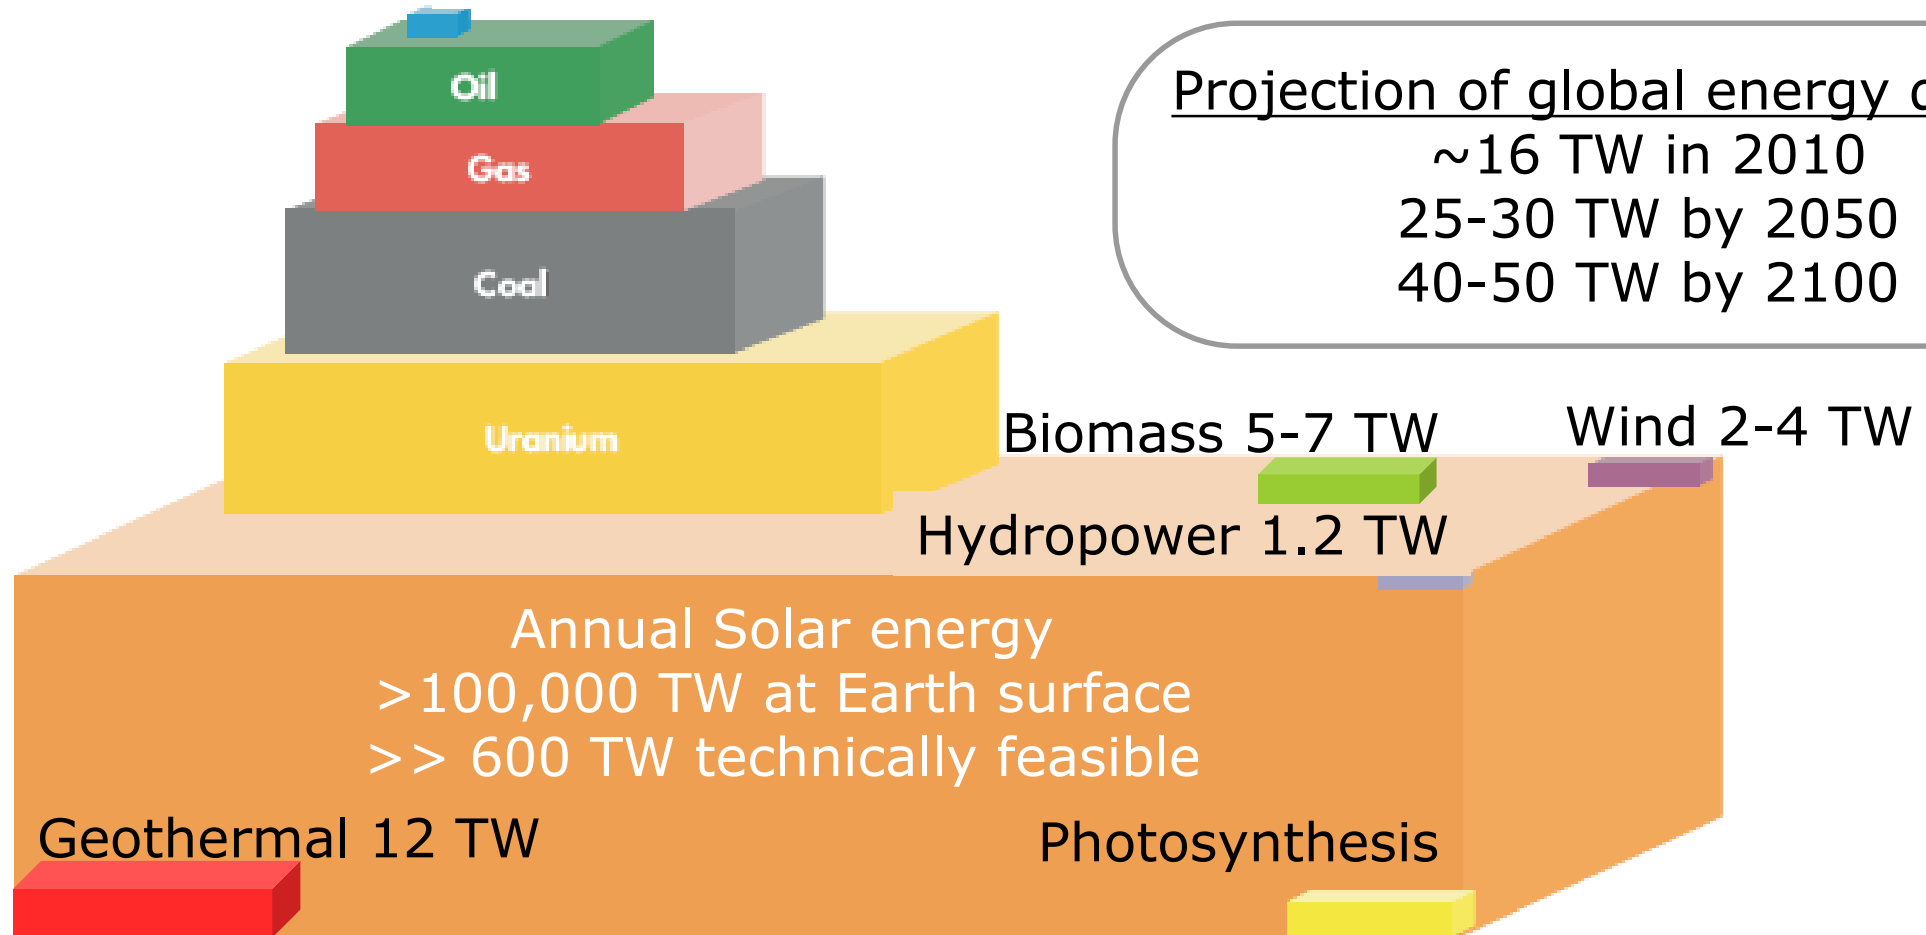 Oil
Gas
Coal
Uranium
Projection of global energy
~16 TW in 2010
25-30 TW by 2050
40-50 TW by 2100
Biomass 5-7 TW
Wind 2-4 TW
Hydropower 1.2 TW
Annual Solar energy
>100,000 TW at Earth surface
>> 600 TW technically feasible
Geothermal 12 TW
Photosynthesis